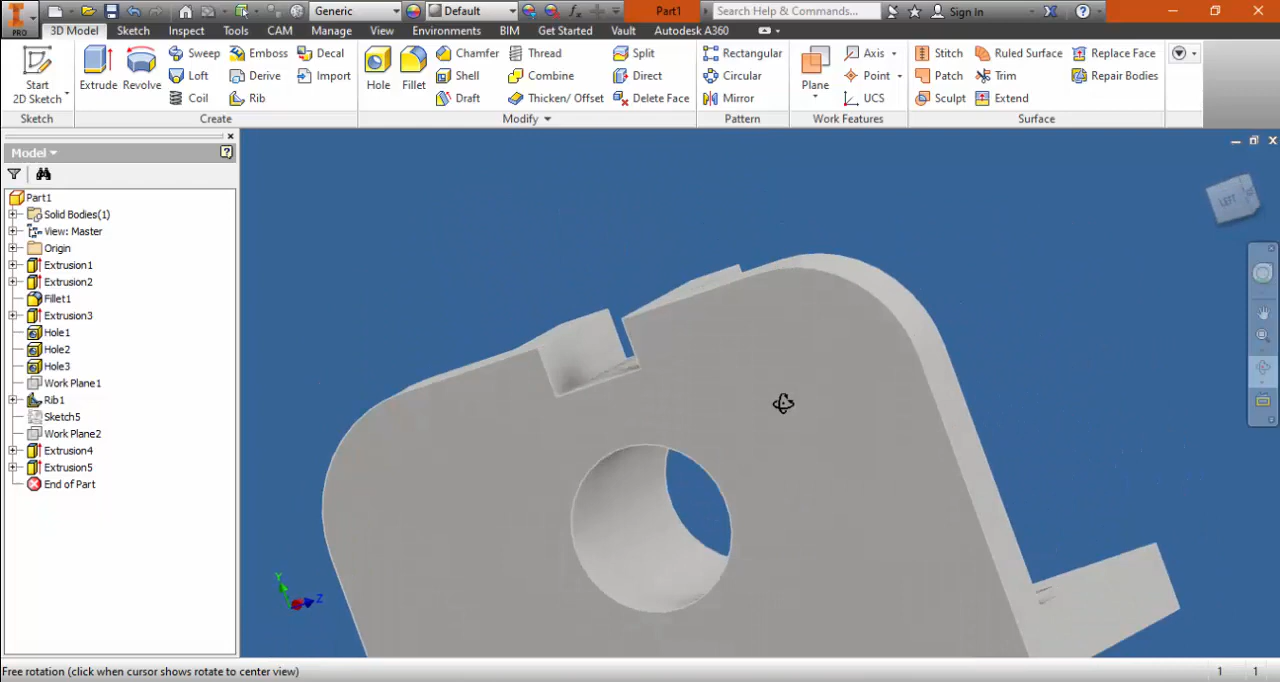 Generic
Default
Part1
Search Help & Commands...
Sign In
PRO
3D Model
Sketch
Inspect
Tools
CAM
Manage
View
Environments
BIM
Get Started
Vault
Autodesk A360
Start
2D Sketch
Extrude
Revolve
Sweep
Emboss
Decal
Loft
Derive
Import
Coil
Rib
Hole
Fillet
Chamfer
Thread
Split
Shell
Combine
Direct
Draft
Thicken/ Offset
Delete Face
Rectangular
Circular
Mirror
Plane
Axis
Point
UCS
Stitch
Ruled Surface
Replace Face
Patch
Trim
Repair Bodies
Sculpt
Extend
Sketch
Create
Modify
Pattern
Work Features
Surface
Model
Part1
Solid Bodies(1)
View: Master
Origin
Extrusion1
Extrusion2
Fillet1
Extrusion3
Hole1
Hole2
Hole3
Work Plane1
Rib1
Sketch5
Work Plane2
Extrusion4
Extrusion5
End of Part
LEFT
Y
Z
Free rotation (click when cursor shows rotate to center view)
1 1